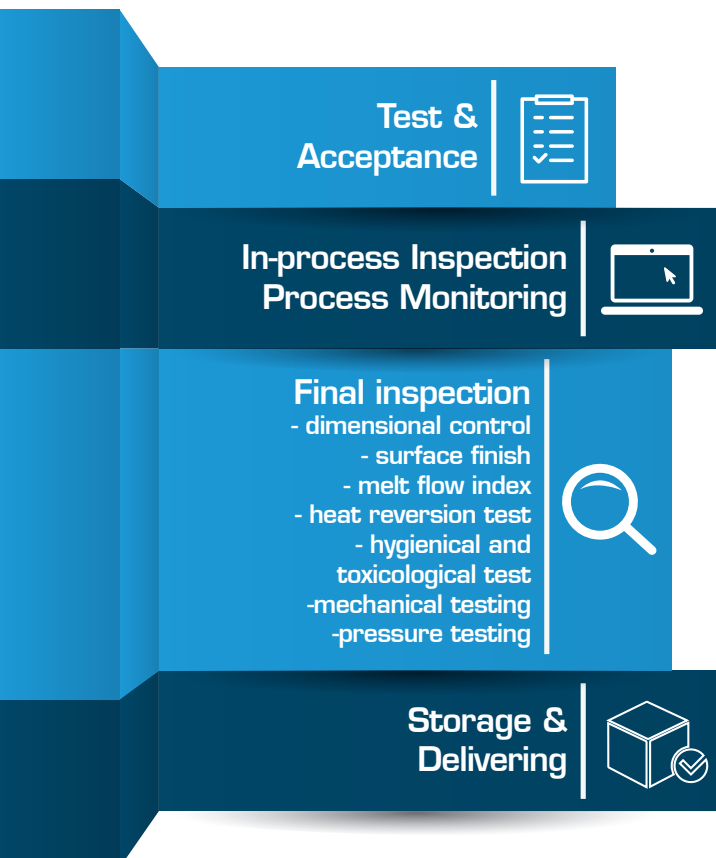 Test &
Acceptance
In-process Inspection
Process Monitoring
Final inspection
- dimensional control
- surface finish
- melt flow index
- heat reversion test
- hygienical and
toxicological test
-mechanical testing
-pressure testing
Storage &
Delivering